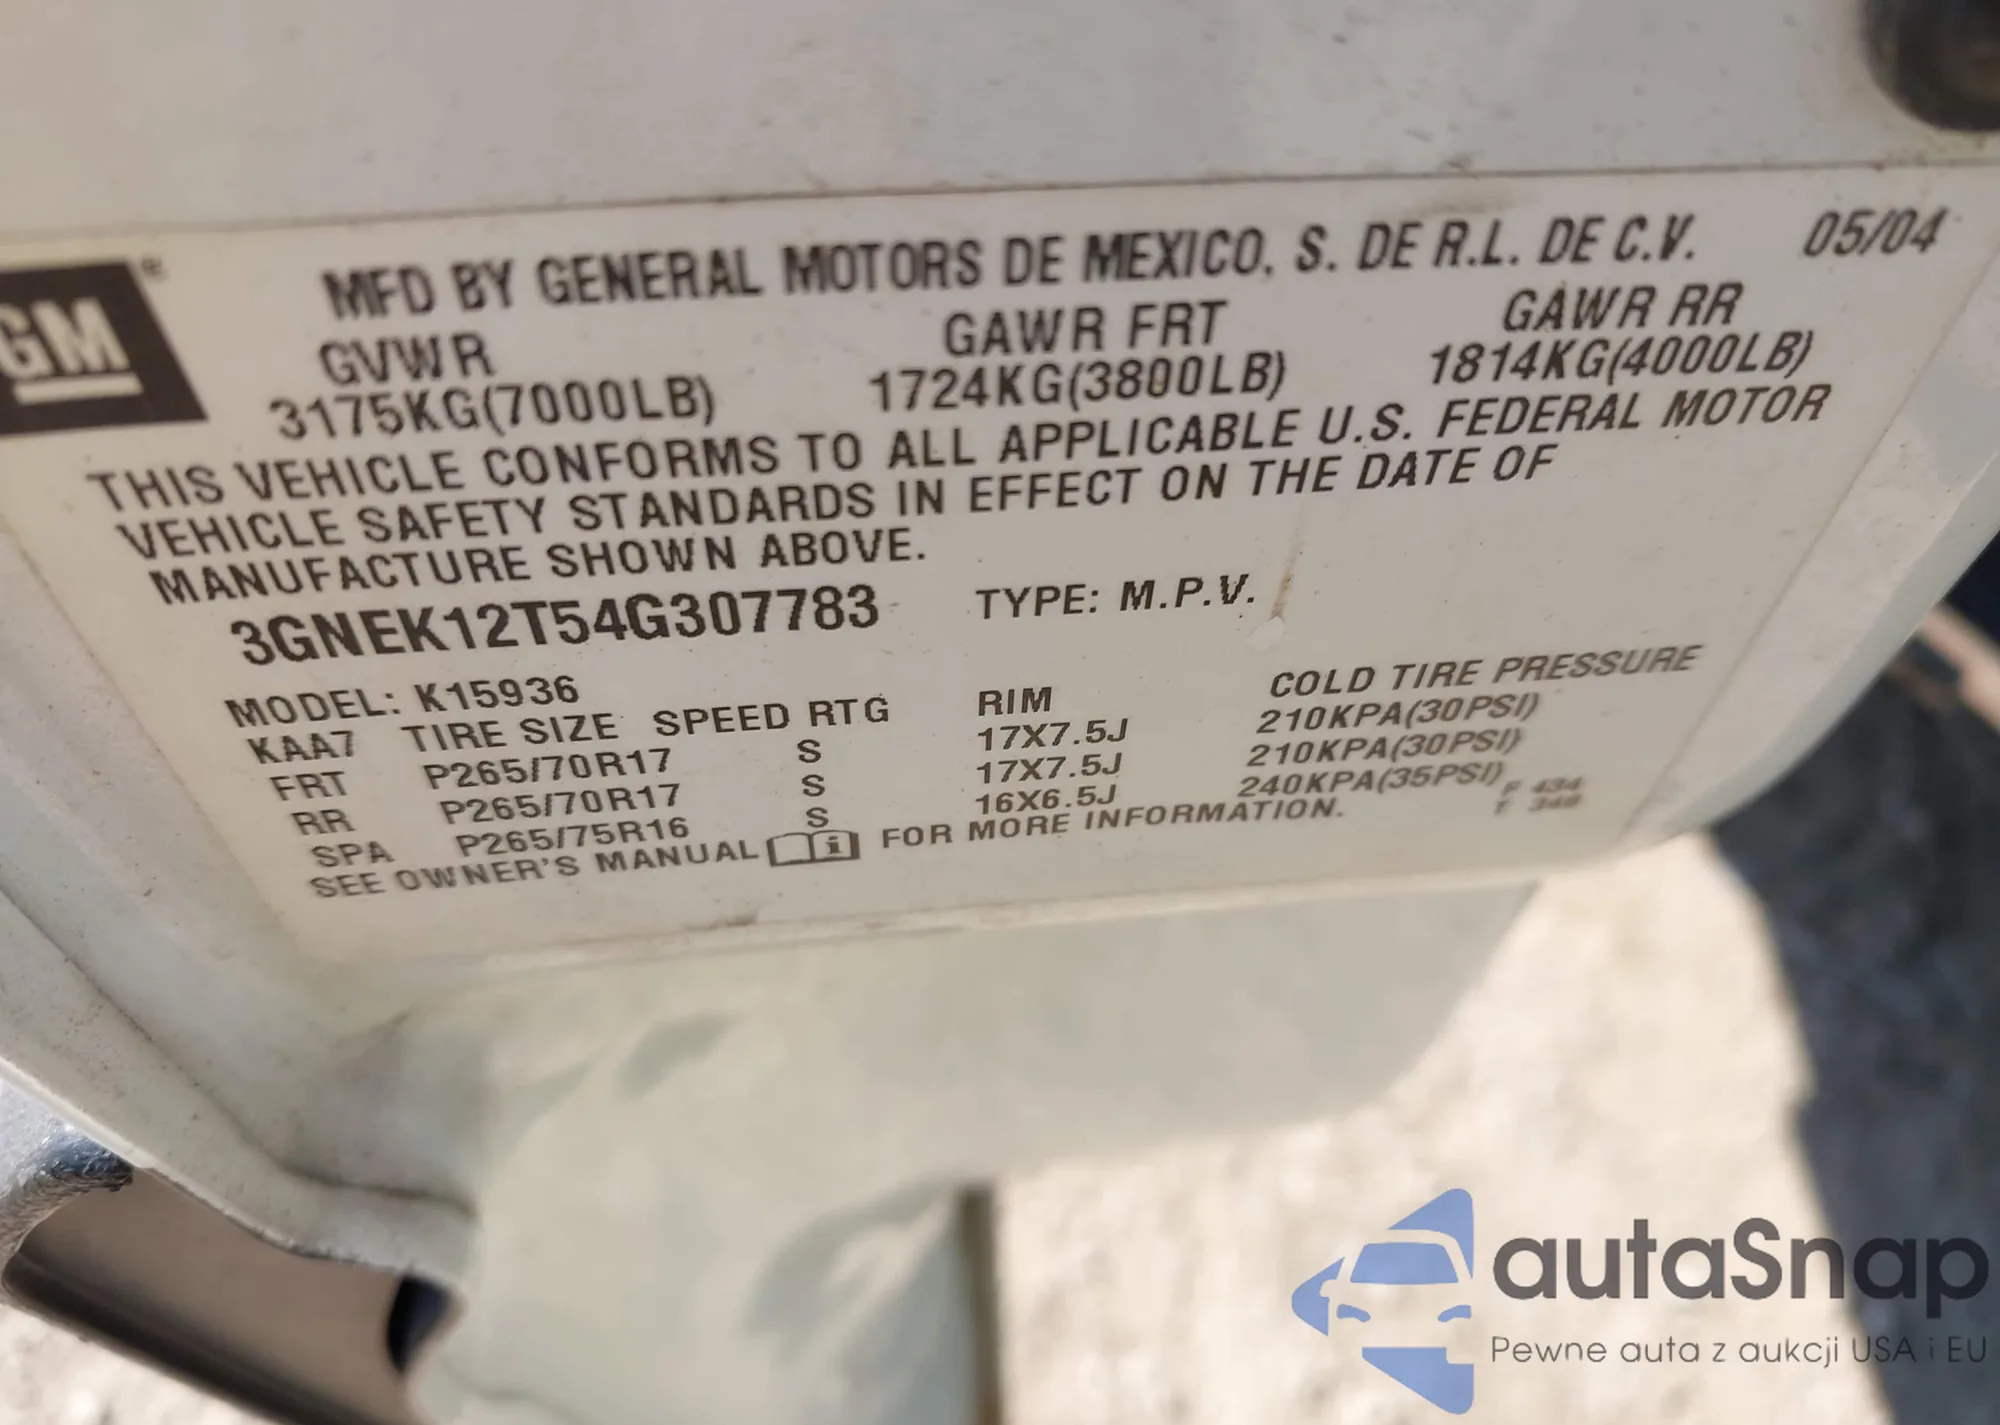 GM
®
MFD BY GENERAL MOTORS DE MEXICO, S. DE R.L. DE C.V. 05/04
GVWR GAWR FRT GAWR RR
3175KG(7000LB) 1724KG(3800LB) 1814KG(4000LB)
THIS VEHICLE CONFORMS TO ALL APPLICABLE U.S. FEDERAL MOTOR
VEHICLE SAFETY STANDARDS IN EFFECT ON THE DATE OF
MANUFACTURE SHOWN ABOVE.
3GNEK12T54G307783 TYPE: M.P.V.
MODEL: K15936
KAA7 TIRE SIZE SPEED RTG RIM COLD TIRE PRESSURE
FRT P265/70R17 S 17X7.5J 210KPA(30PSI)
RR P265/70R17 S 17X7.5J 210KPA(30PSI)
SPA P265/75R16 S 16X6.5J 240KPA(35PSI)
SEE OWNER'S MANUAL i FOR MORE INFORMATION.
autaSnap
Pewne auta z aukcji USA i EU